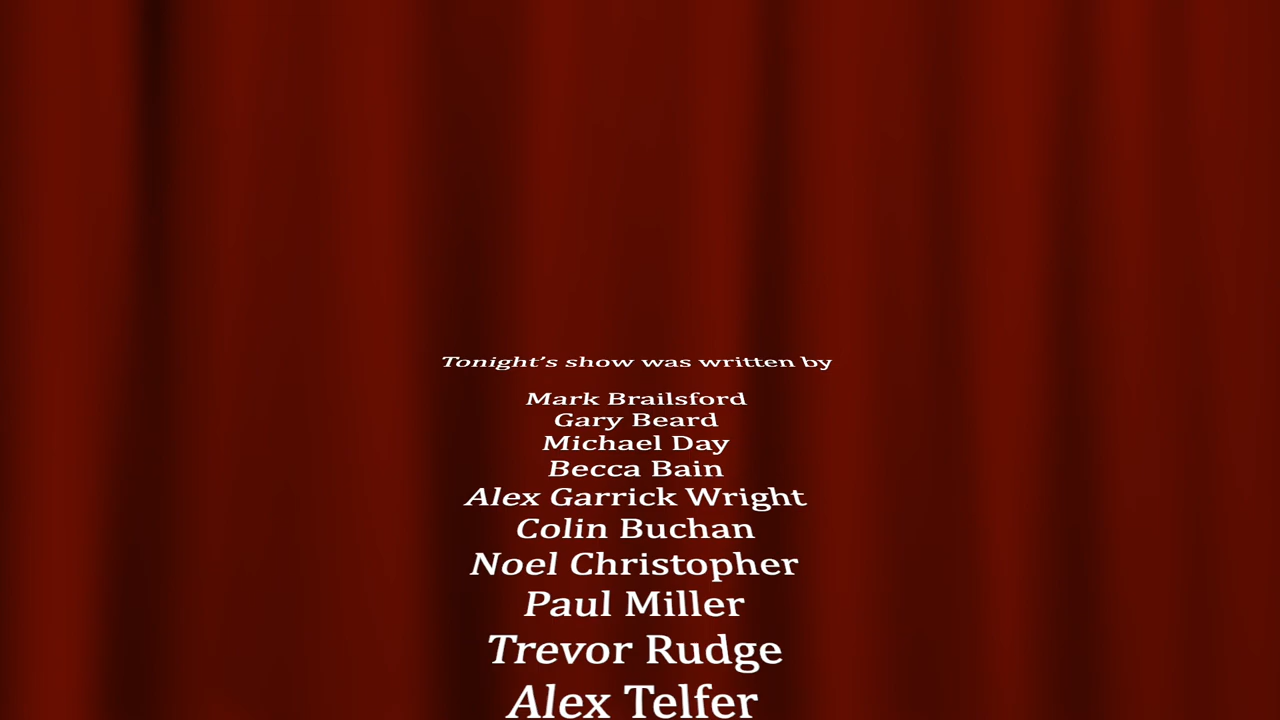 Tonight's show was written by
Mark Brailsford
Gary Beard
Michael Day
Becca Bain
Alex Garrick Wright
Colin Buchan
Noel Christopher
Paul Miller
Trevor Rudge
Alex Telfer